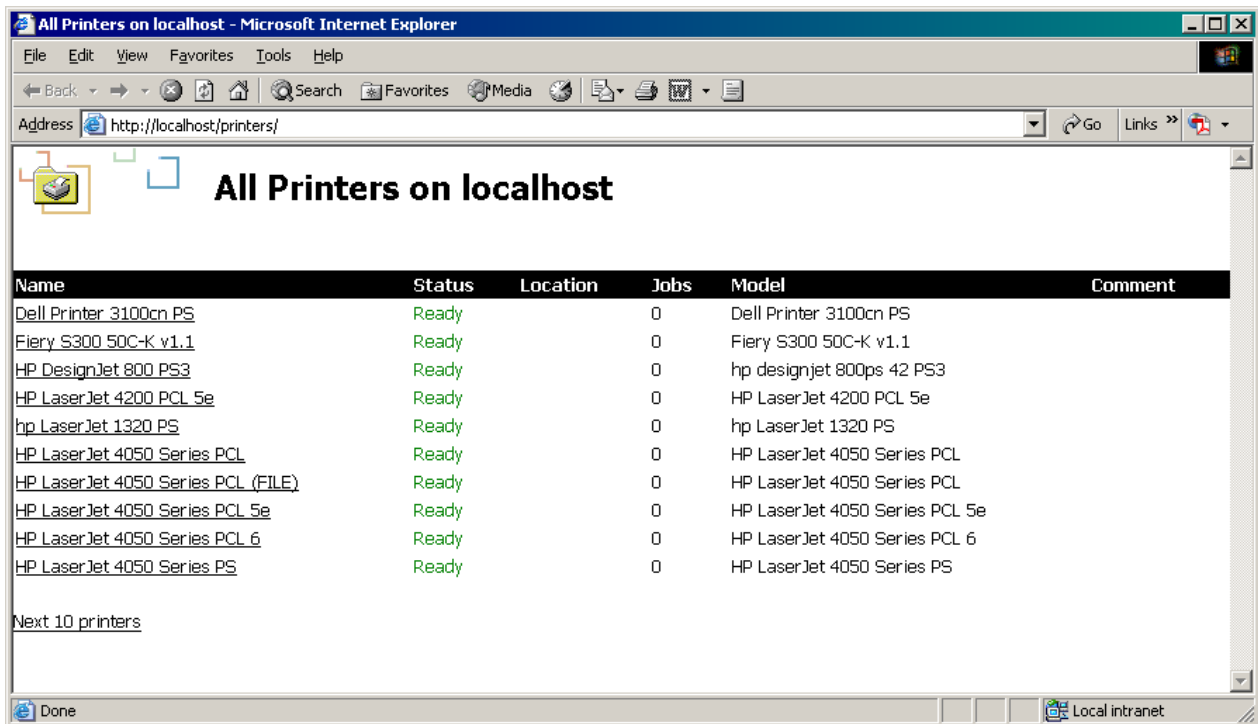 All Printers on localhost - Microsoft Internet Explorer
File Edit View Favorites Tools Help
Back Search Favorites Media
Address http://localhost/printers/ Go Links »
All Printers on localhost
Name Status Location Jobs Model Comment
Dell Printer 3100cn PS Ready 0 Dell Printer 3100cn PS
Fiery S300 50C-K v1.1 Ready 0 Fiery S300 50C-K v1.1
HP DesignJet 800 PS3 Ready 0 hp designjet 800ps 42 PS3
HP LaserJet 4200 PCL 5e Ready 0 HP LaserJet 4200 PCL 5e
hp LaserJet 1320 PS Ready 0 hp LaserJet 1320 PS
HP LaserJet 4050 Series PCL Ready 0 HP LaserJet 4050 Series PCL
HP LaserJet 4050 Series PCL (FILE) Ready 0 HP LaserJet 4050 Series PCL
HP LaserJet 4050 Series PCL 5e Ready 0 HP LaserJet 4050 Series PCL 5e
HP LaserJet 4050 Series PCL 6 Ready 0 HP LaserJet 4050 Series PCL 6
HP LaserJet 4050 Series PS Ready 0 HP LaserJet 4050 Series PS
Next 10 printers
Done Local intranet